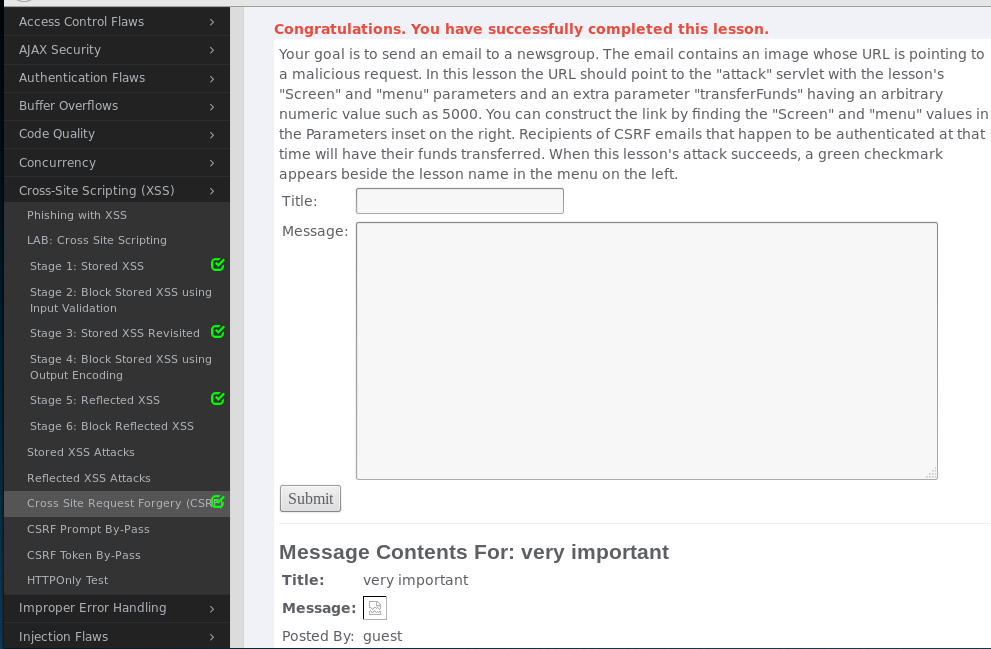 Access Control Flaws
AJAX Security
Authentication Flaws
Buffer Overflows
Code Quality
Concurrency
Cross-Site Scripting (XSS)
Phishing with XSS
LAB: Cross Site Scripting
Stage 1: Stored XSS
Stage 2: Block Stored XSS using
Input Validation
Stage 3: Stored XSS Revisited
Stage 4: Block Stored XSS using
Output Encoding
Stage 5: Reflected XSS
Stage 6: Block Reflected XSS
Stored XSS Attacks
Reflected XSS Attacks
Cross Site Request Forgery (CSRF)
CSRF Prompt By-Pass
CSRF Token By-Pass
HTTPOnly Test
Improper Error Handling
Injection Flaws
Congratulations. You have successfully completed this lesson.
Your goal is to send an email to a newsgroup. The email contains an image whose URL is pointing to
a malicious request. In this lesson the URL should point to the "attack" servlet with the lesson's
"Screen" and "menu" parameters and an extra parameter "transferFunds" having an arbitrary
numeric value such as 5000. You can construct the link by finding the "Screen" and "menu" values in
the Parameters inset on the right. Recipients of CSRF emails that happen to be authenticated at that
time will have their funds transferred. When this lesson's attack succeeds, a green checkmark
appears beside the lesson name in the menu on the left.
Title:
Message:
Submit
Message Contents For: very important
Title: very important
Message:
Posted By: guest